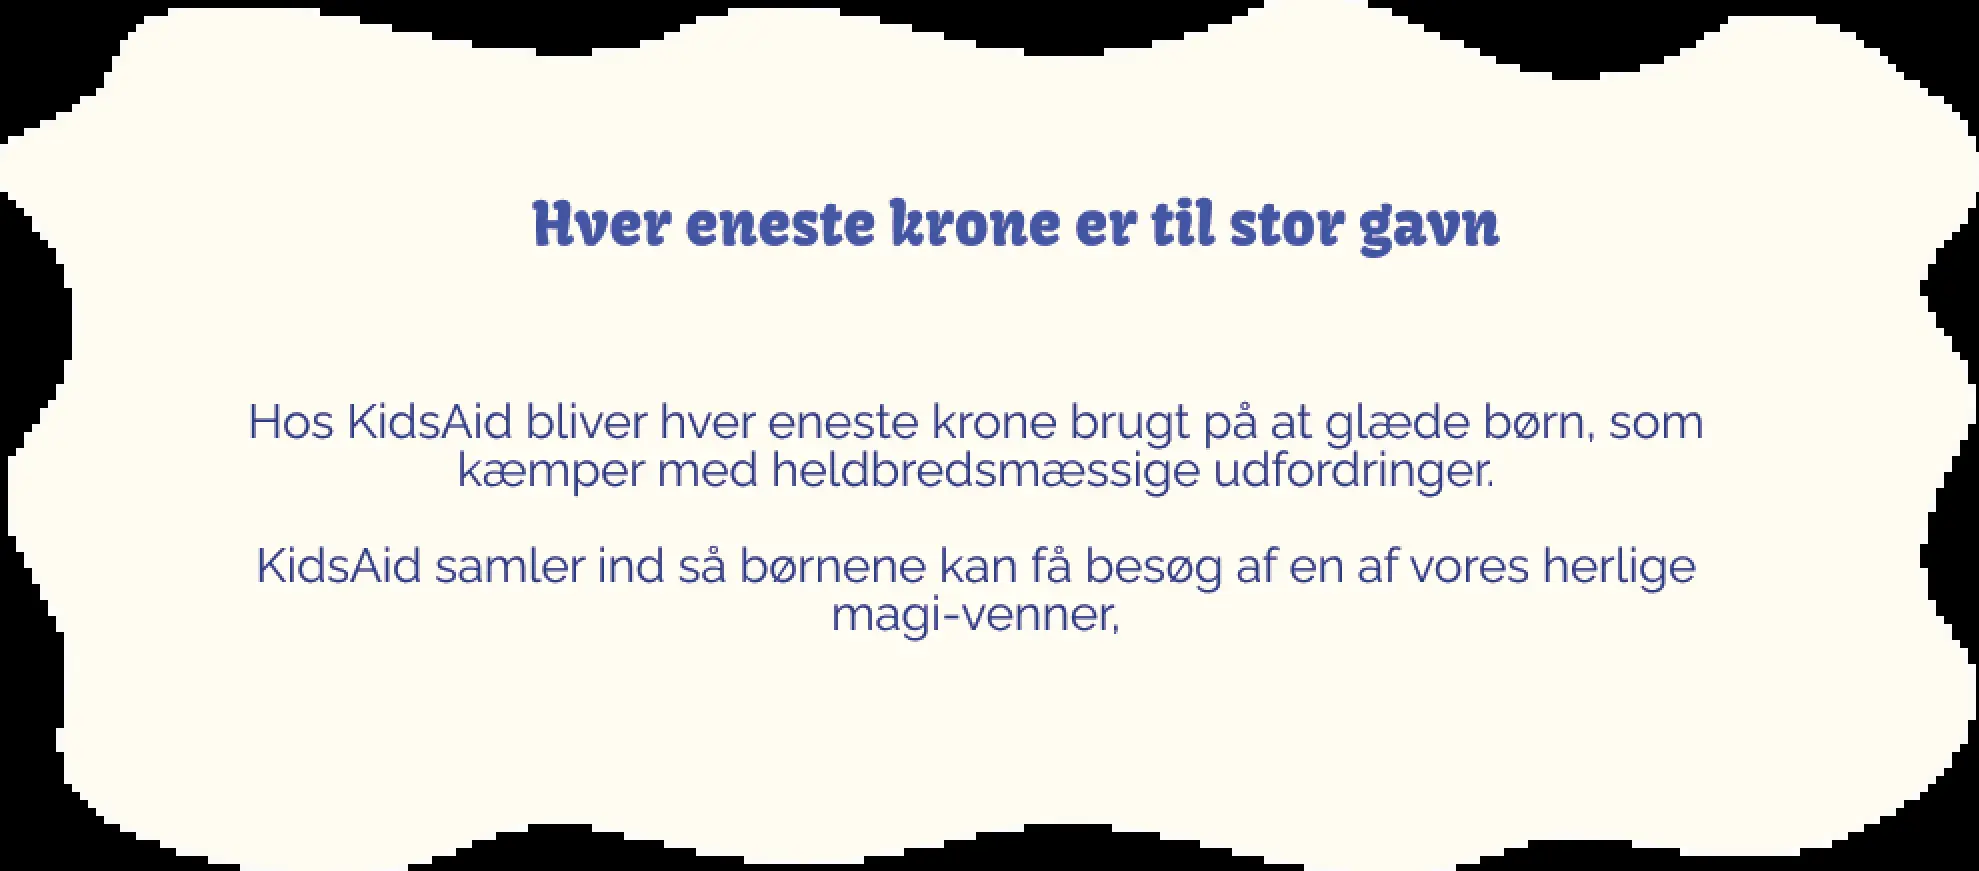 Hver eneste krone er til stor gavn
Hos KidsAid bliver hver eneste krone brugt på at glæde børn, som
kæmper med heldbredsmæssige udfordringer.
KidsAid samler ind så børnene kan få besøg af en af vores herlige
magi-venner,